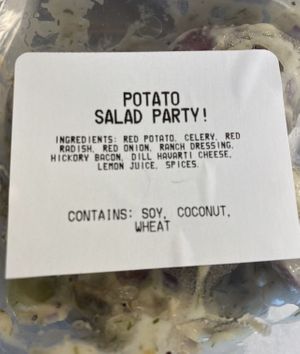 POTATO
SALAD PARTY!
INGREDIENTS: RED POTATO, CELERY, RED
RADISH, RED ONION, RANCH DRESSING,
HICKORY BACON, DILL HAVARTI CHEESE,
LEMON JUICE, SPICES.
CONTAINS: SOY, COCONUT,
WHEAT